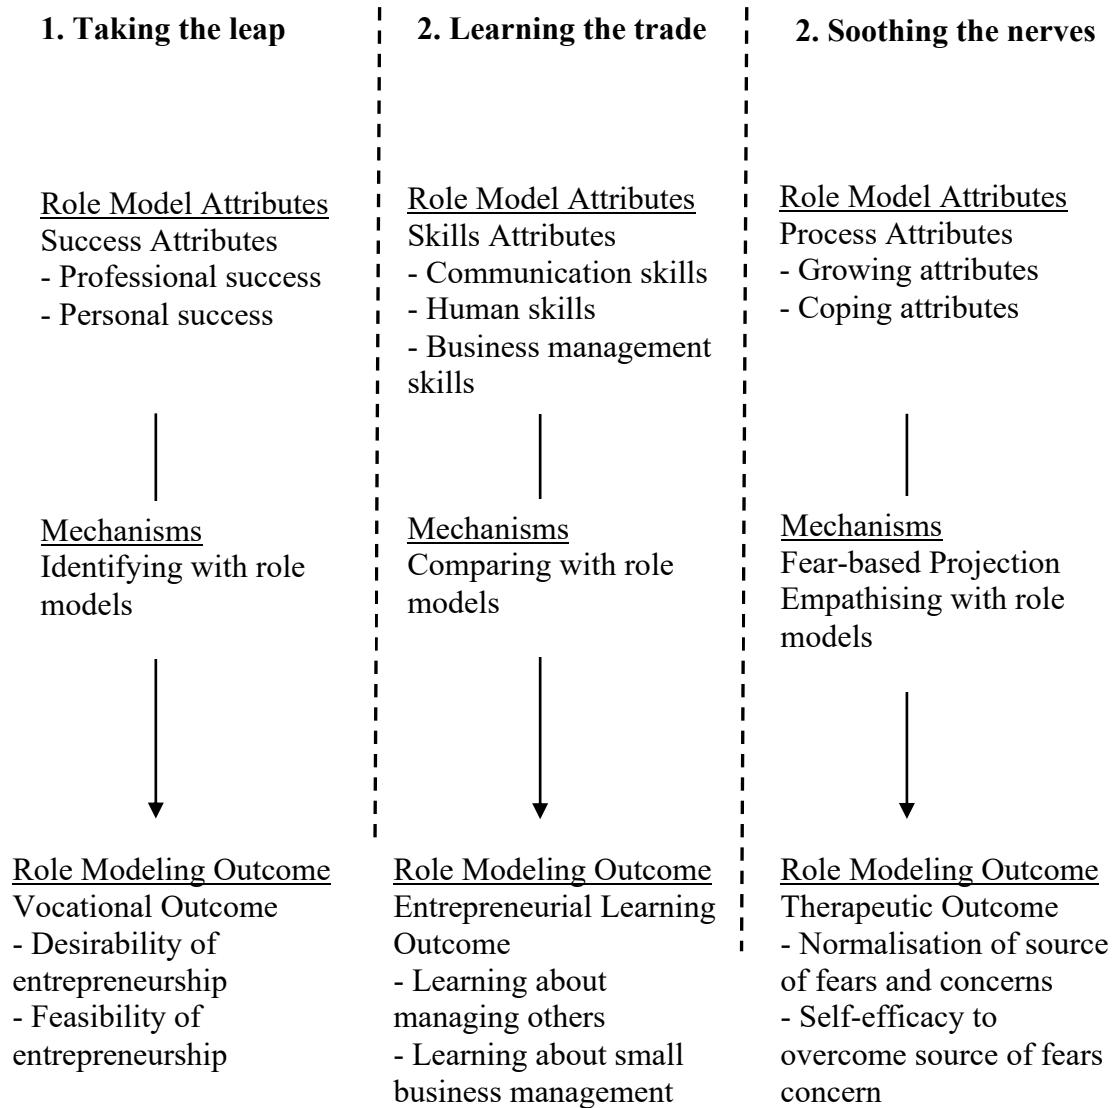 1. Taking the leap
Role Model Attributes
Success Attributes
- Professional success
- Personal success
Mechanisms
Identifying with role
models
Role Modeling Outcome
Vocational Outcome
- Desirability of
entrepreneurship
- Feasibility of
entrepreneurship
2. Learning the trade
Role Model Attributes
Skills Attributes
- Communication skills
- Human skills
- Business management
skills
Mechanisms
Comparing with role
models
Role Modeling Outcome
Entrepreneurial Learning
Outcome
- Learning about
managing others
- Learning about small
business management
2. Soothing the nerves
Role Model Attributes
Process Attributes
- Growing attributes
- Coping attributes
Mechanisms
Fear-based Projection
Empathising with role
models
Role Modeling Outcome
Therapeutic Outcome
- Normalisation of source
of fears and concerns
- Self-efficacy to
overcome source of fears
concern